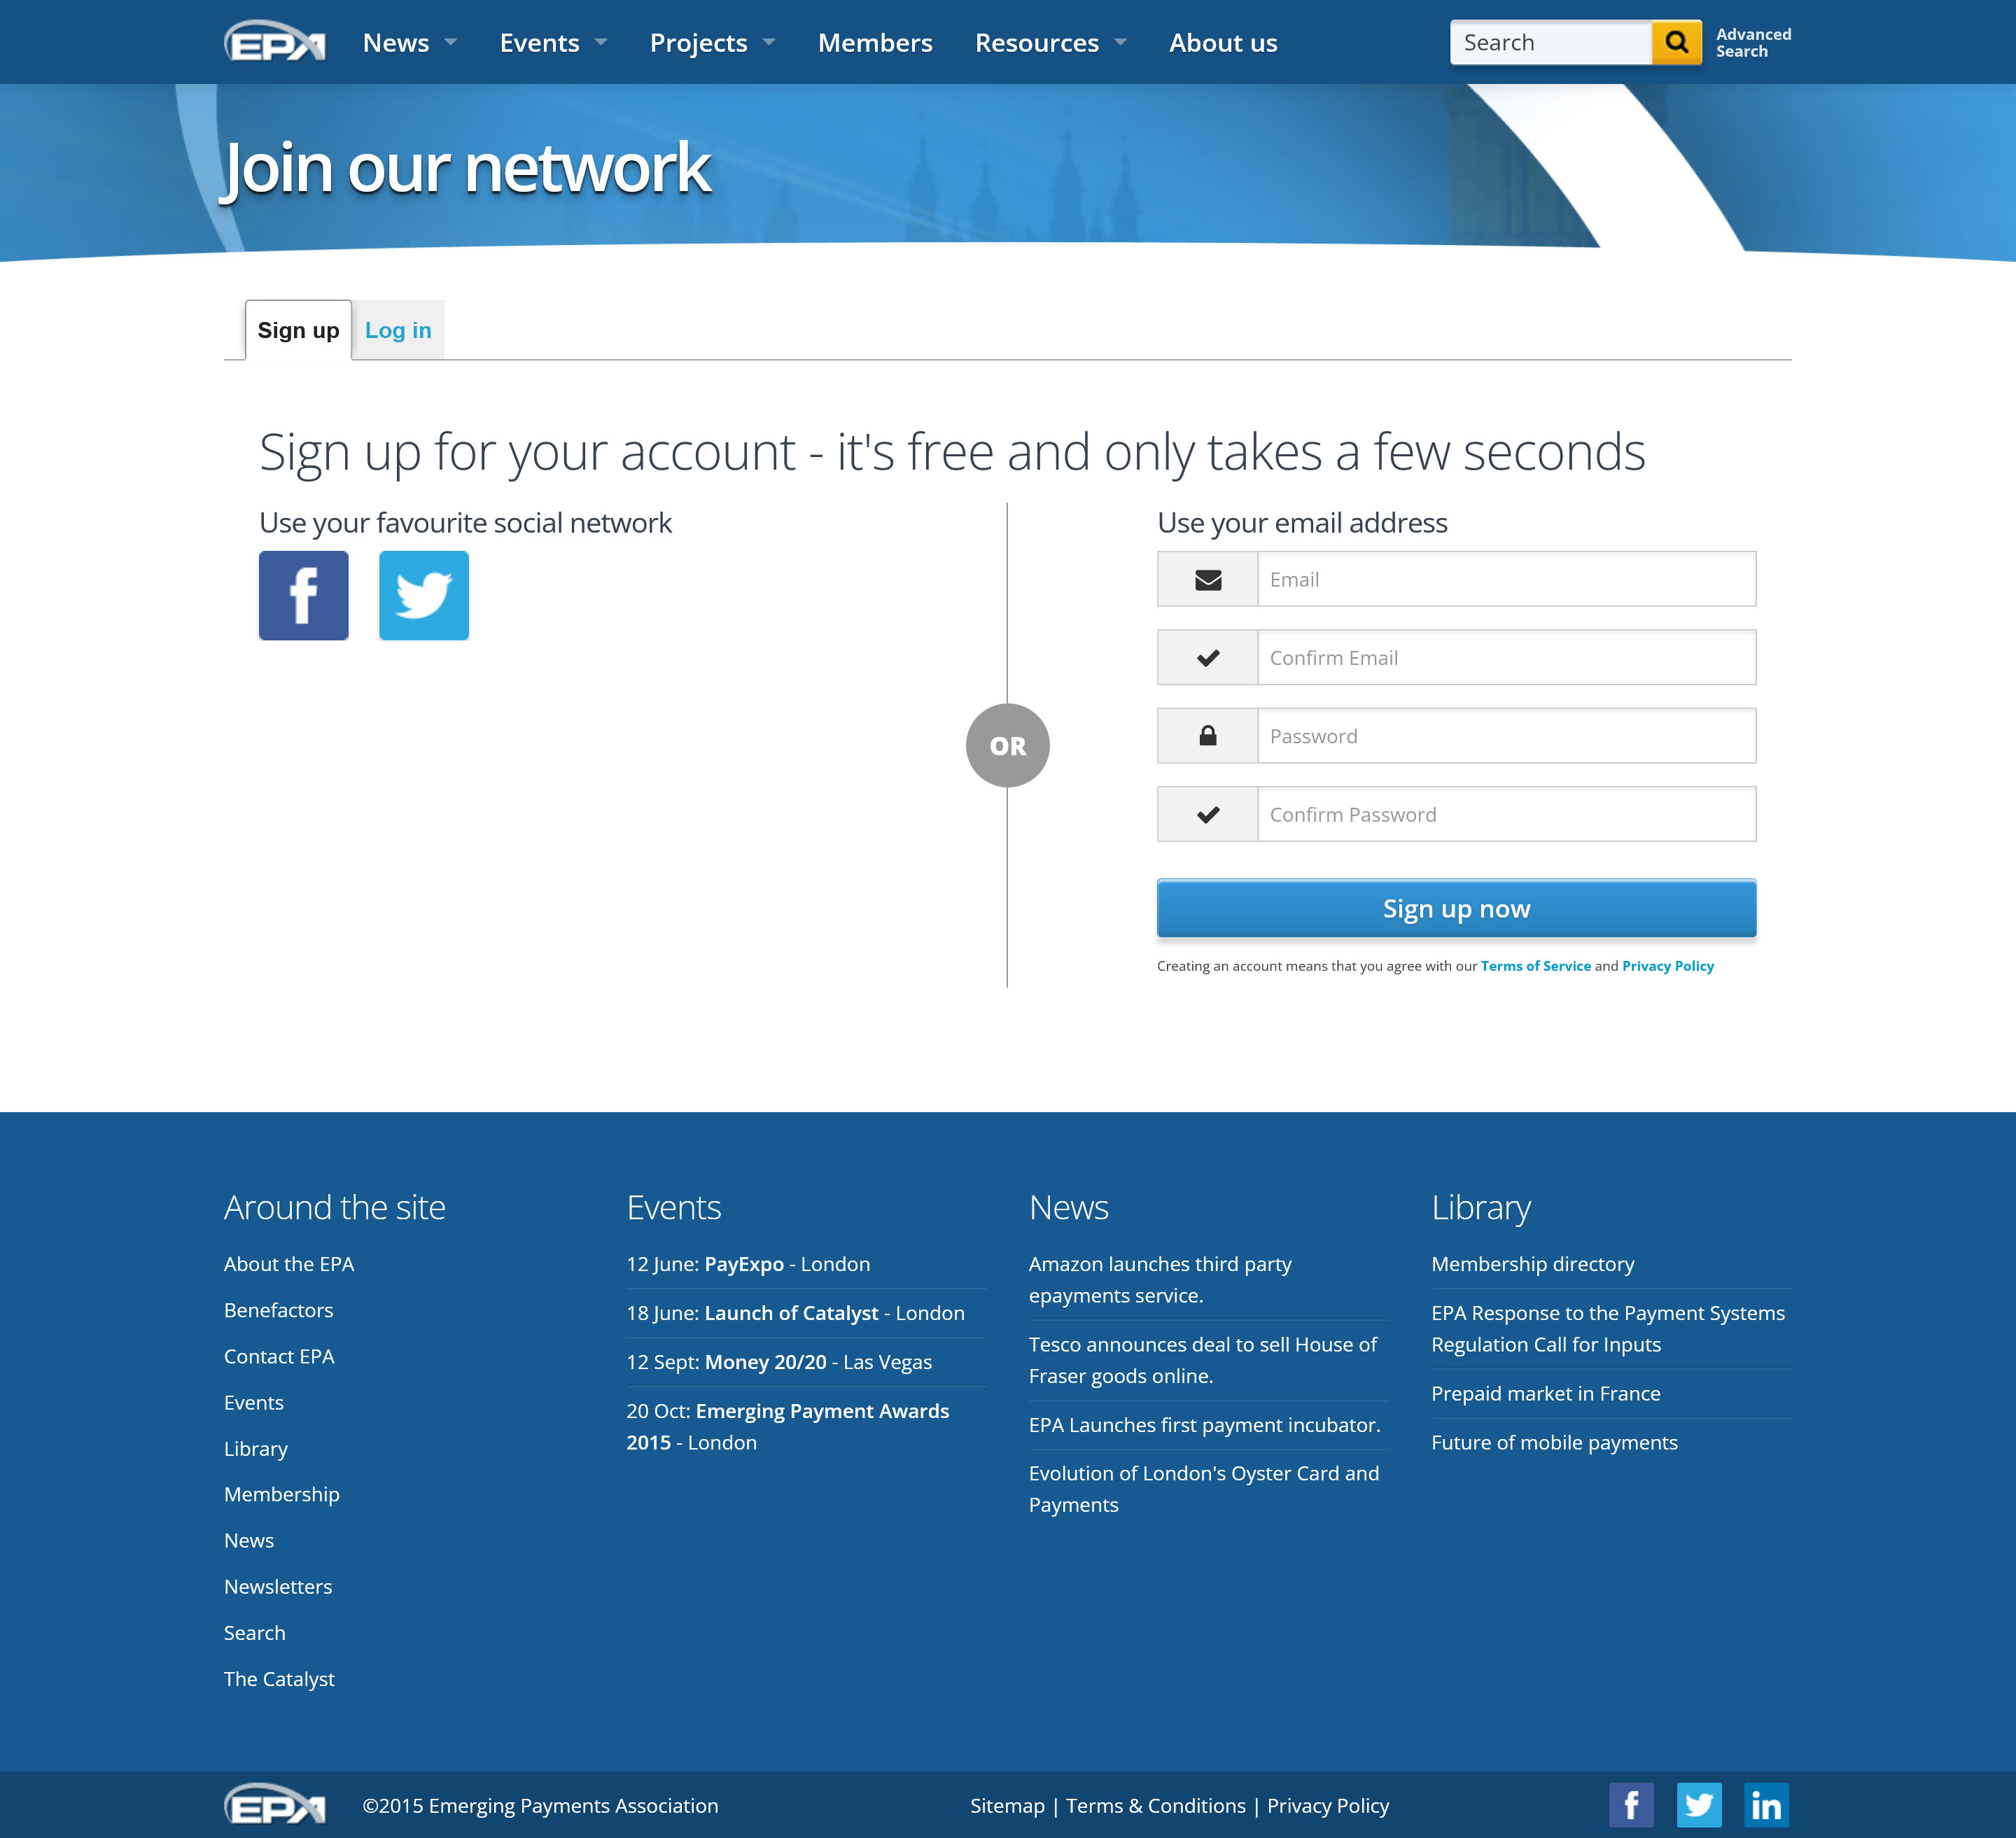 EPA
News
Events
Projects
Members
Resources
About us
Search
Advanced
Search
Join our network
Sign up
Log in
Sign up for your account - it's free and only takes a few seconds
Use your favourite social network
f
OR
Use your email address
Email
Confirm Email
Password
Confirm Password
Sign up now
Creating an account means that you agree with our Terms of Service and Privacy Policy
Around the site
About the EPA
Benefactors
Contact EPA
Events
Library
Membership
News
Newsletters
Search
The Catalyst
Events
12 June: PayExpo - London
18 June: Launch of Catalyst - London
12 Sept: Money 20/20 - Las Vegas
20 Oct: Emerging Payment Awards
2015 - London
News
Amazon launches third party
epayments service.
Tesco announces deal to sell House of
Fraser goods online.
EPA Launches first payment incubator.
Evolution of London's Oyster Card and
Payments
Library
Membership directory
EPA Response to the Payment Systems
Regulation Call for Inputs
Prepaid market in France
Future of mobile payments
EPA
©2015 Emerging Payments Association
Sitemap | Terms & Conditions | Privacy Policy
f
in